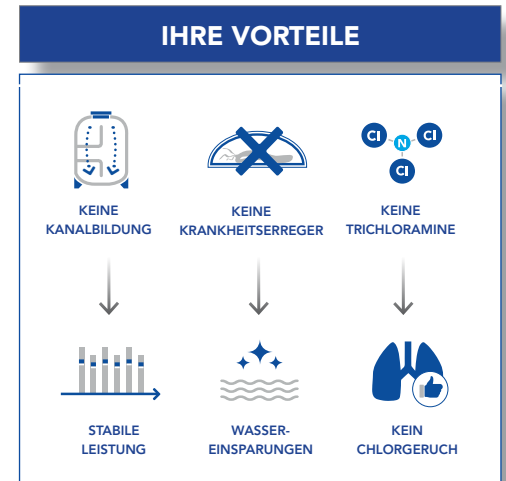 IHRE VORTEILE
KEINE
KANALBILDUNG
KEINE
KRANKHEITSERREGER
Cl
N
Cl
Cl
KEINE
TRICHLORAMINE
STABILE
LEISTUNG
WASSER-
EINSPARUNGEN
KEIN
CHLORGERUCH